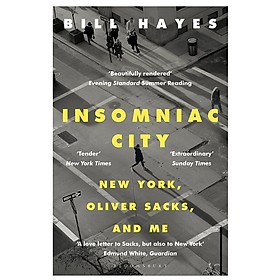 BILL HAYES
'Beautifully rendered'
Evening Standard Summer Reading
INSOMNIAC
CITY
'Tender'
New York Times
'Extraordinary'
Sunday Times
NEW YORK,
OLIVER SACKS,
AND ME
'A love letter to Sacks, but also to New York'
Edmund White, Guardian
BLOOMSBURY